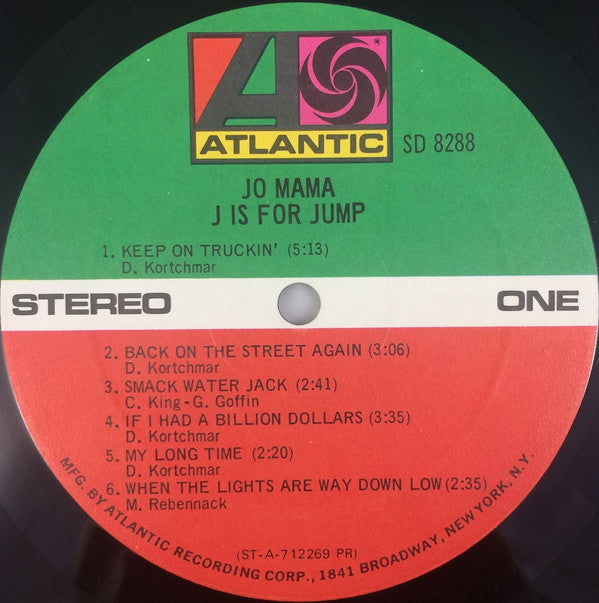 ATLANTIC
SD 8288
JO MAMA
J IS FOR JUMP
1. KEEP ON TRUCKIN' (5:13)
D. Kortchmar
STEREO
ONE
2. BACK ON THE STREET AGAIN (3:06)
D. Kortchmar
3. SMACK WATER JACK (2:41)
C. King-G. Goffin
4. IF I HAD A BILLION DOLLARS (3:35)
D. Kortchmar
5. MY LONG TIME (2:20)
D. Kortchmar
6. WHEN THE LIGHTS ARE WAY DOWN LOW (2:35)
M. Rebennack
(ST-A-712269 PR)
MFG. BY ATLANTIC RECORDING CORP., 1841 BROADWAY, NEW YORK, N.Y.